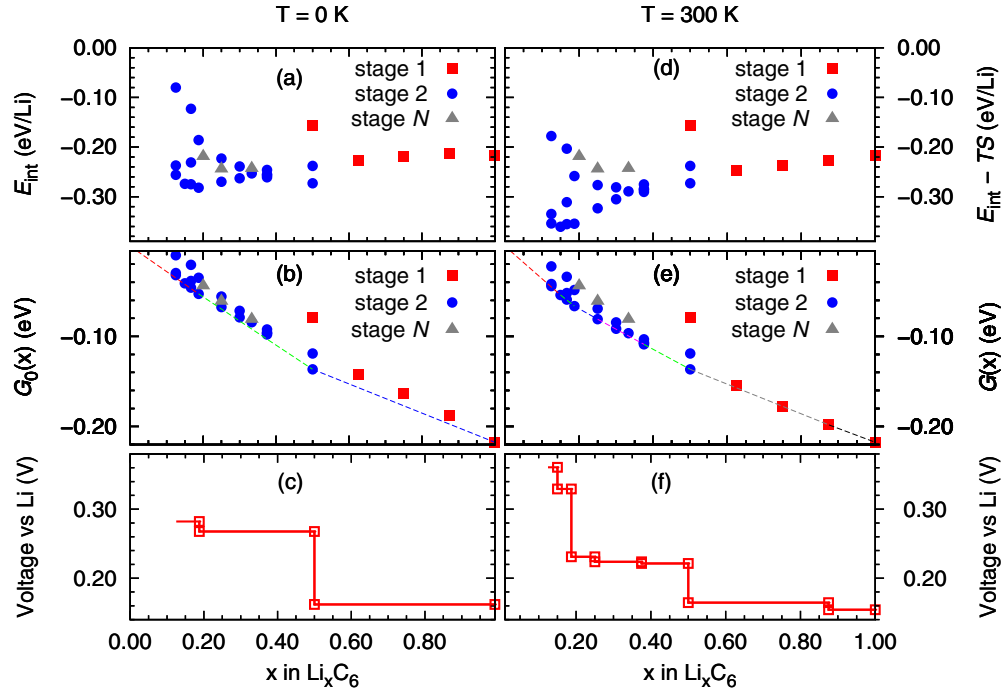 T = 0 K
T = 300 K
0.00
−0.10
−0.20
−0.30
E_int (eV/Li)
(a)
stage 1
stage 2
stage N
(d)
stage 1
stage 2
stage N
0.00
−0.10
−0.20
−0.30
E_int − TS (eV/Li)
−0.10
−0.20
G_0(x) (eV)
(b)
stage 1
stage 2
stage N
(e)
stage 1
stage 2
stage N
−0.10
−0.20
G(x) (eV)
0.30
0.20
Voltage vs Li (V)
(c)
(f)
0.30
0.20
Voltage vs Li (V)
0.00 0.20 0.40 0.60 0.80
0.20 0.40 0.60 0.80 1.00
x in Li_xC_6
x in Li_xC_6